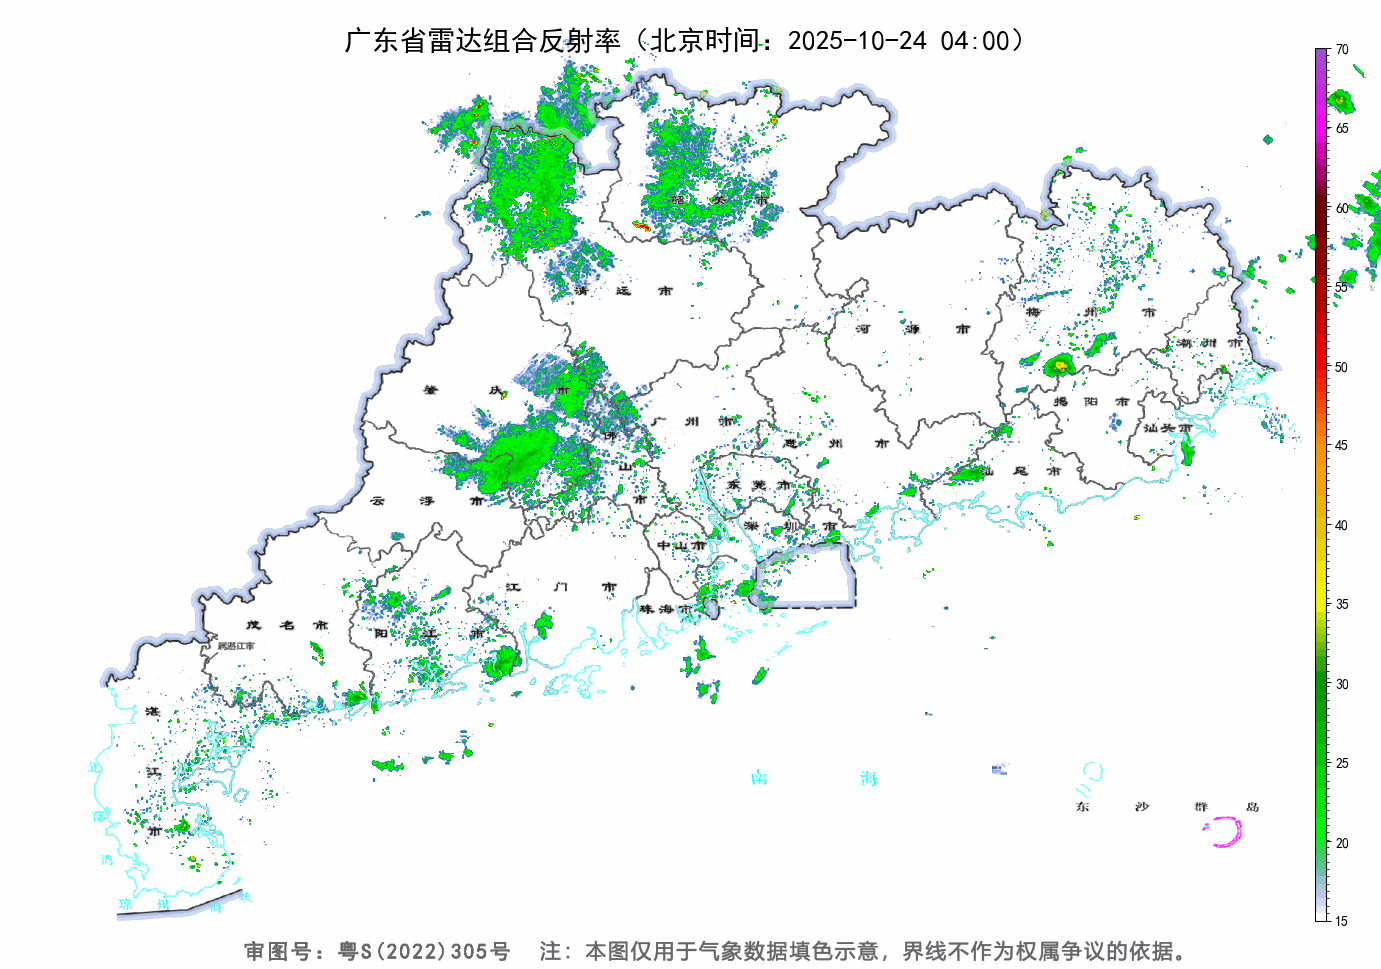 广东省雷达组合反射率（北京时间：2025-10-24 04:00）
70
65
60
55
50
45
40
35
30
25
20
15
韶 关 市
清 远 市
河 源 市
梅 州 市
潮 州 市
肇 庆 市
揭 阳 市
汕头市
广 州 市
惠 州 市
佛 山 市
汕 尾 市
东 莞 市
云 浮 市
深 圳 市
中山市
江 门 市
珠海市
茂 名 市
阳 江 市
属湛江市
湛 江 市
北 部 湾
南 海
东 沙 群 岛
琼 州 海 峡
审图号：粤S(2022)305号 注：本图仅用于气象数据填色示意，界线不作为权属争议的依据。